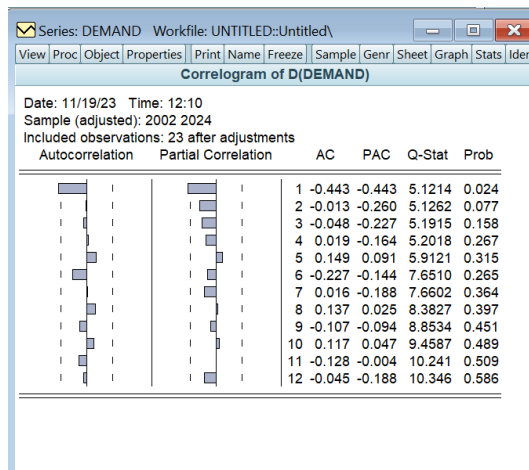 Series: DEMAND Workfile: UNTITLED::Untitled\
View Proc Object Properties Print Name Freeze Sample Genr Sheet Graph Stats Iden
Correlogram of D(DEMAND)
Date: 11/19/23 Time: 12:10
Sample (adjusted): 2002 2024
Included observations: 23 after adjustments
Autocorrelation Partial Correlation AC PAC Q-Stat Prob
1 -0.443 -0.443 5.1214 0.024
2 -0.013 -0.260 5.1262 0.077
3 -0.048 -0.227 5.1915 0.158
4 0.019 -0.164 5.2018 0.267
5 0.149 0.091 5.9121 0.315
6 -0.227 -0.144 7.6510 0.265
7 0.016 -0.188 7.6602 0.364
8 0.137 0.025 8.3827 0.397
9 -0.107 -0.094 8.8534 0.451
10 0.117 0.047 9.4587 0.489
11 -0.128 -0.004 10.241 0.509
12 -0.045 -0.188 10.346 0.586